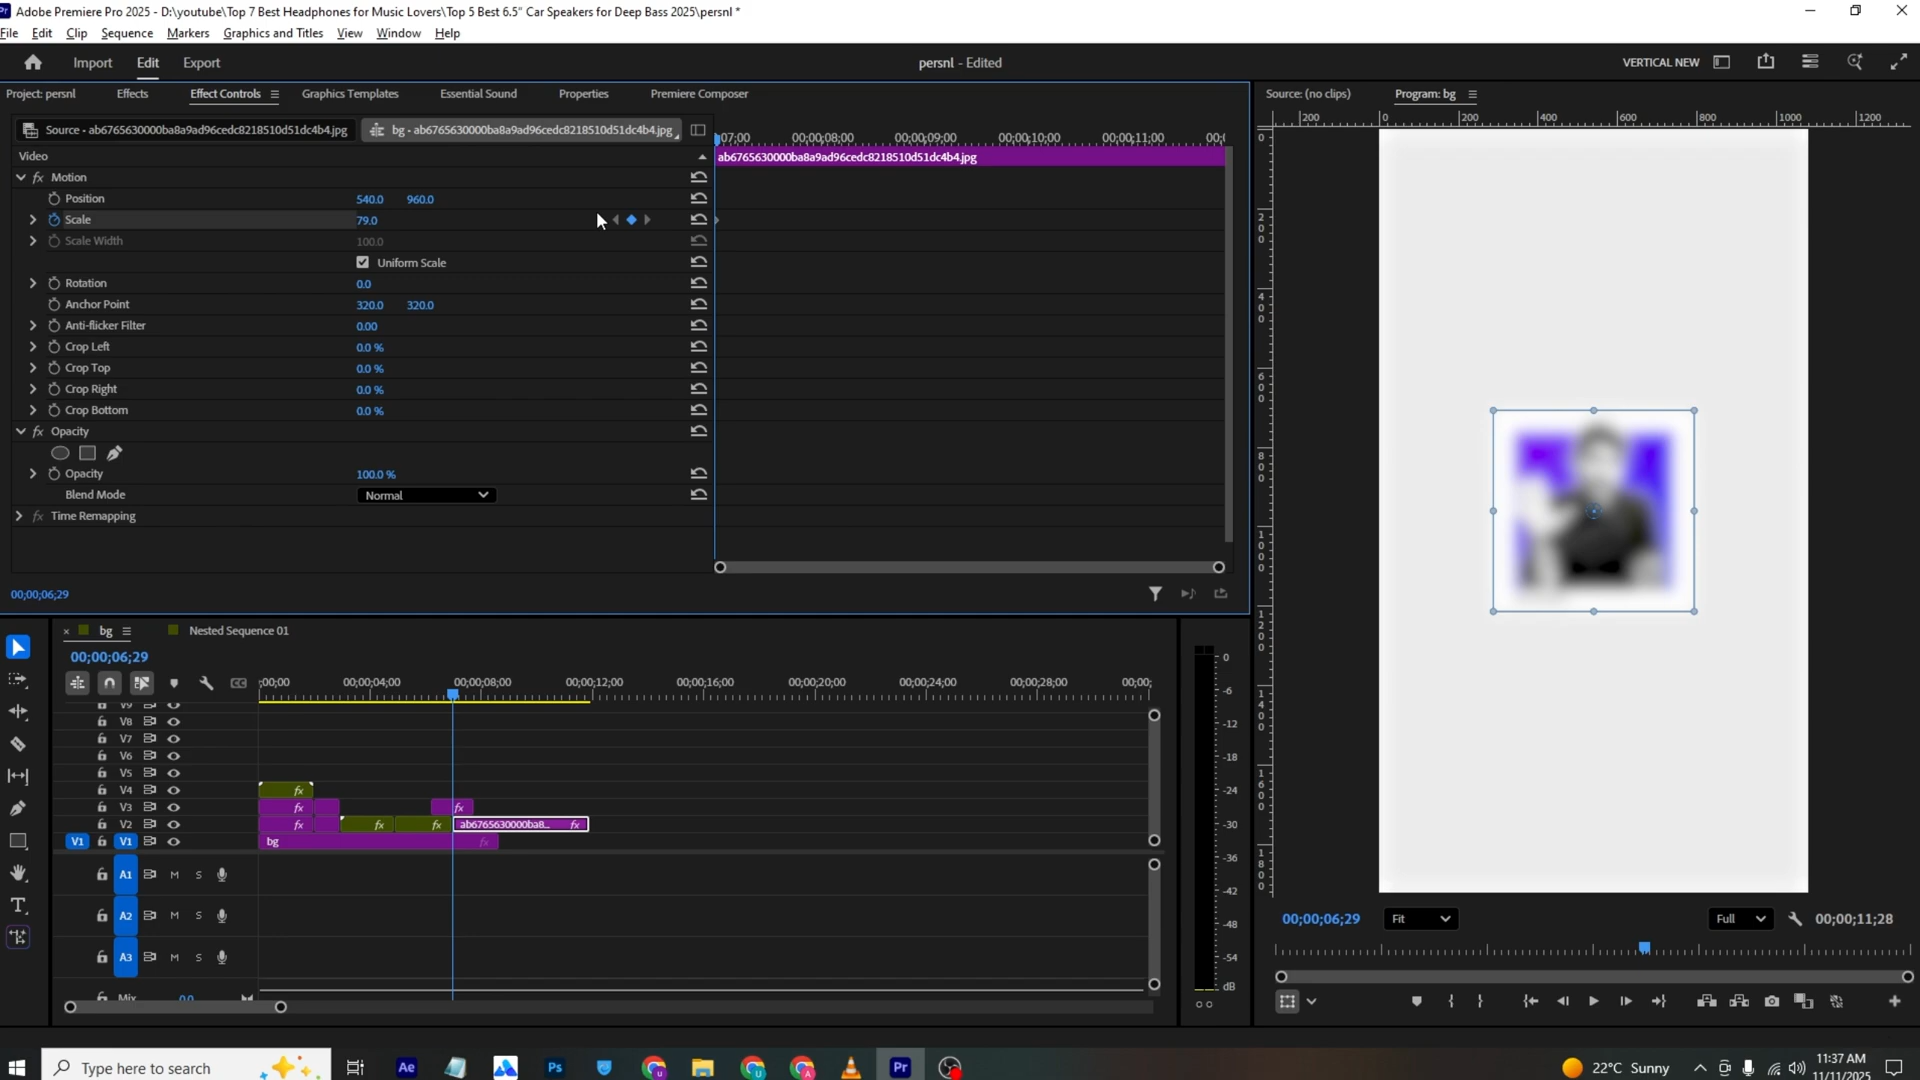 Adobe Premiere Pro 2025 - D:\youtube\Top 7 Best Headphones for Music Lovers\Top 5 Best 6.5" Car Speakers for Deep Bass 2025\persnl *
File Edit Clip Sequence Markers Graphics and Titles View Window Help
Import Edit Export
persnl - Edited
VERTICAL NEW
Project: persnl Effects Effect Controls Graphics Templates Essential Sound Properties Premiere Composer
Source: (no clips) Program: bg
Source • ab6765630000ba8a9ad96cedc8218510d51dc4b4.jpg
bg • ab6765630000ba8a9ad96cedc8218510d51dc4b4.jpg
07;00 00;00;08;00 00;00;09;00 00;00;10;00 00;00;11;00 00;(
ab6765630000ba8a9ad96cedc8218510d51dc4b4.jpg
Video
fx Motion
Position 540.0 960.0
Scale 79.0
Scale Width 100.0
Uniform Scale
Rotation 0.0
Anchor Point 320.0 320.0
Anti-flicker Filter 0.00
Crop Left 0.0 %
Crop Top 0.0 %
Crop Right 0.0 %
Crop Bottom 0.0 %
fx Opacity
Opacity 100.0 %
Blend Mode Normal
fx Time Remapping
00;00;06;29
200 0 200 400 600 800 1000 1200
0
200
400
600
800
1000
1200
1400
1600
1800
× bg Nested Sequence 01
00;00;06;29
;00;00 00;00;04;00 00;00;08;00 00;00;12;00 00;00;16;00 00;00;20;00 00;00;24;00 00;00;28;00 00;00;
V9
V8
V7
V6
V5
V4 fx
V3 fx fx
V2 fx fx fx ab6765630000ba8... fx
V1 V1 bg fx
A1 M S
A2 M S
A3 M S
Mix 0.0
0
-6
-12
-18
-24
-30
-36
-42
-48
-54
dB
00;00;06;29 Fit Full 00;00;11;28
Type here to search
Ae Ps Pr
22°C Sunny
11:37 AM
11/11/2025